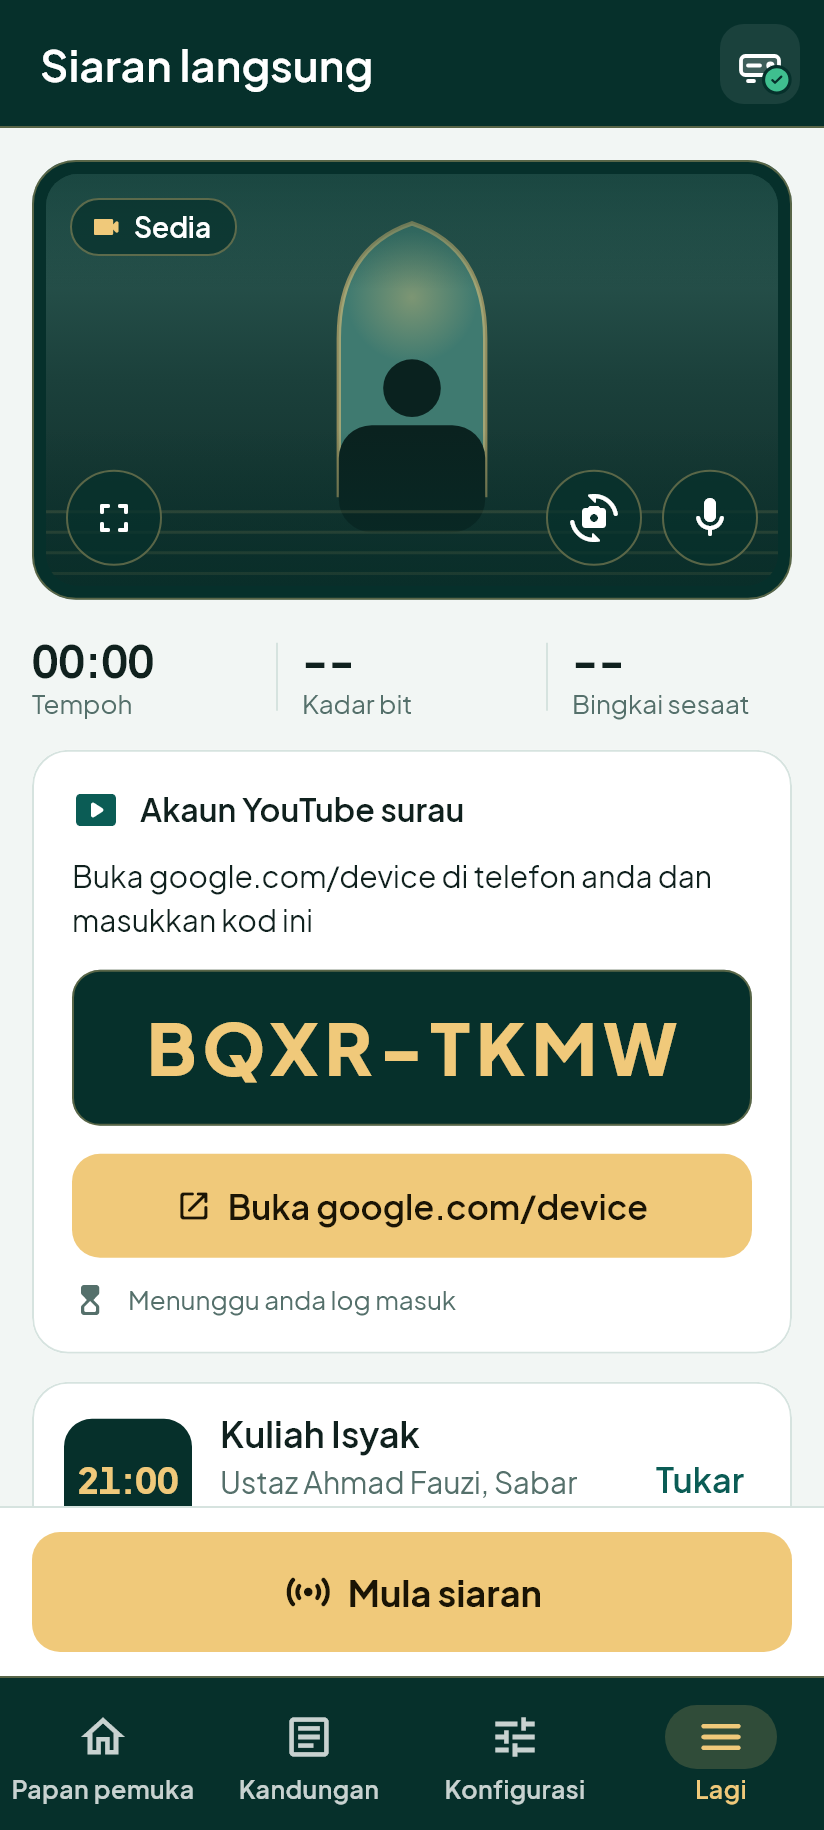 Siaran langsung
Sedia
00:00
Tempoh
--
Kadar bit
--
Bingkai sesaat
Akaun YouTube surau
Buka google.com/device di telefon anda dan
masukkan kod ini
BQXR-TKMW
Buka google.com/device
Menunggu anda log masuk
21:00
Kuliah Isyak
Ustaz Ahmad Fauzi, Sabar
Tukar
Mula siaran
Papan pemuka
Kandungan
Konfigurasi
Lagi